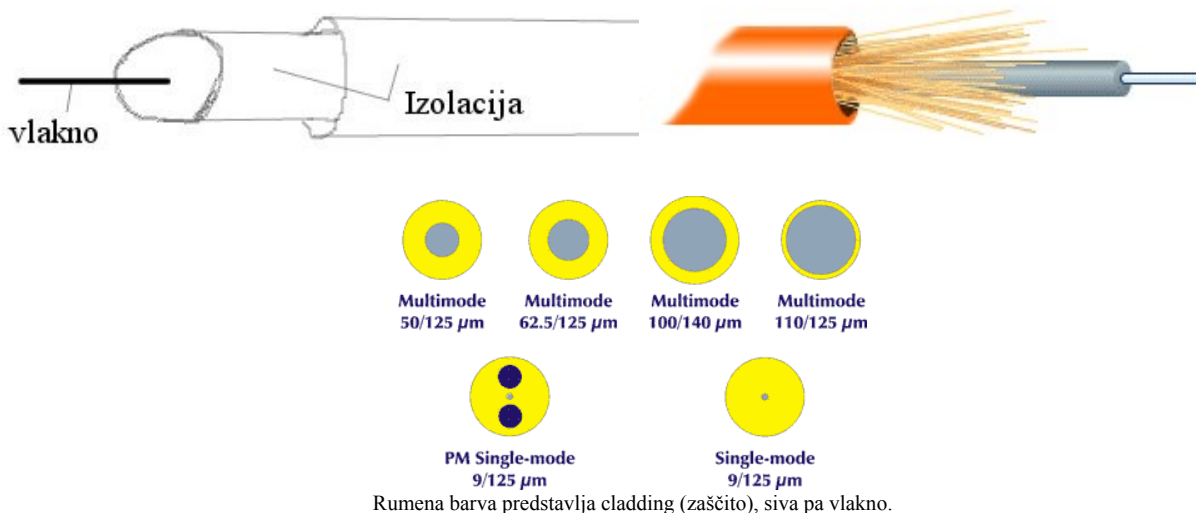 vlakno
Izolacija
Multimode
50/125 µm
Multimode
62.5/125 µm
Multimode
100/140 µm
Multimode
110/125 µm
PM Single-mode
9/125 µm
Single-mode
9/125 µm
Rumena barva predstavlja cladding (zaščito), siva pa vlakno.